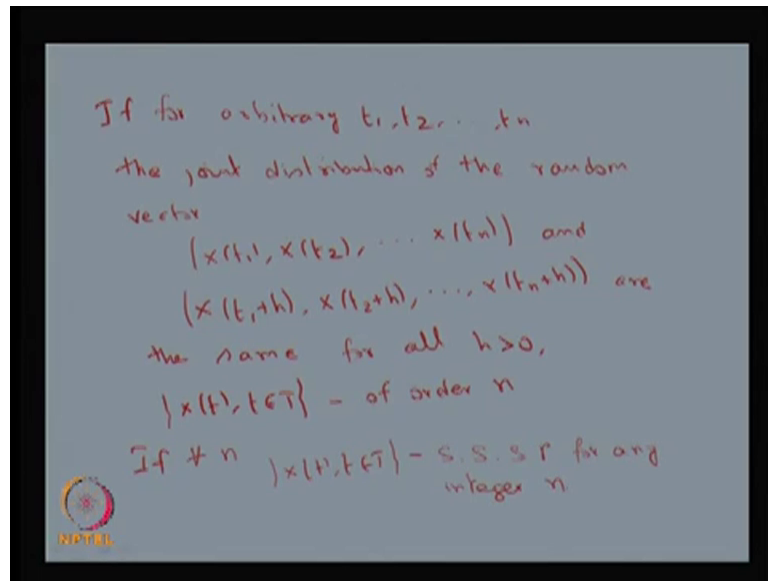 If for arbitrary t1, t2, ..., tn
the joint distribution of the random
vector
(x(t1), x(t2), ... x(tn)) and
(x(t1+h), x(t2+h), ..., x(tn+h)) are
the same for all h>0,
}x(t), t∈T} - of order n
If ∀ n }x(t), t∈T} - S.S.S P for any
integer n.
NPTEL